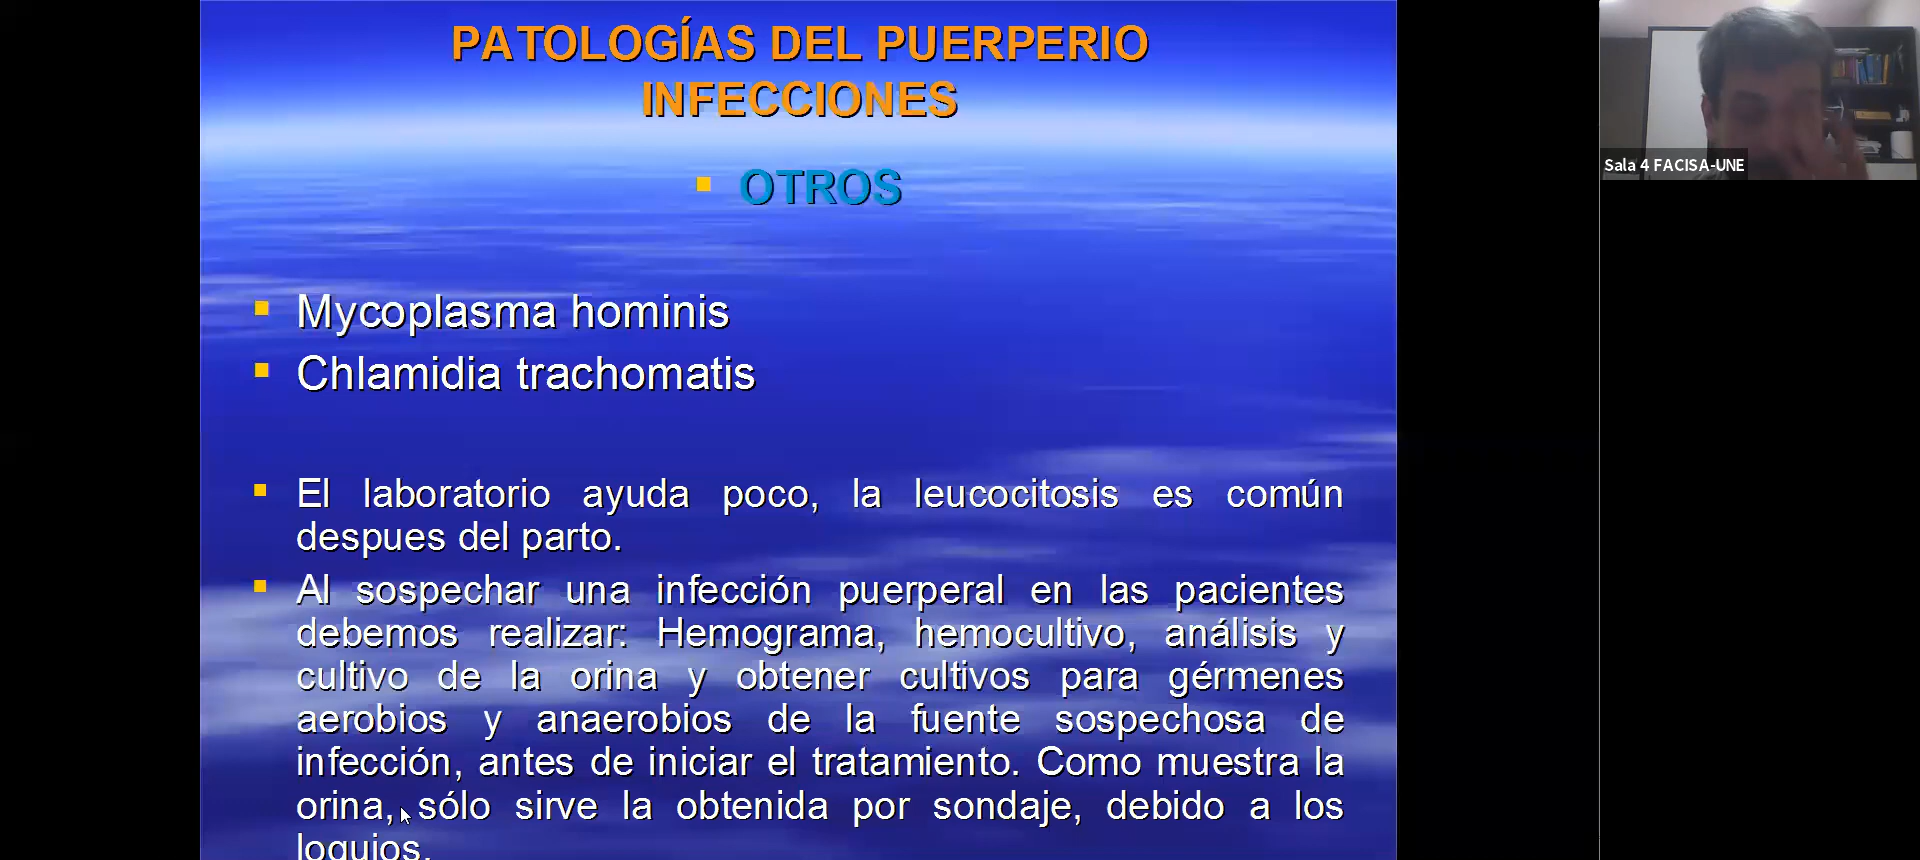 PATOLOGÍAS DEL PUERPERIO
INFECCIONES
OTROS
Mycoplasma hominis
Chlamidia trachomatis
El laboratorio ayuda poco, la leucocitosis es común
despues del parto.
Al sospechar una infección puerperal en las pacientes
debemos realizar: Hemograma, hemocultivo, análisis y
cultivo de la orina y obtener cultivos para gérmenes
aerobios y anaerobios de la fuente sospechosa de
infección, antes de iniciar el tratamiento. Como muestra la
orina, sólo sirve la obtenida por sondaje, debido a los
loquios.
Sala 4 FACISA-UNE